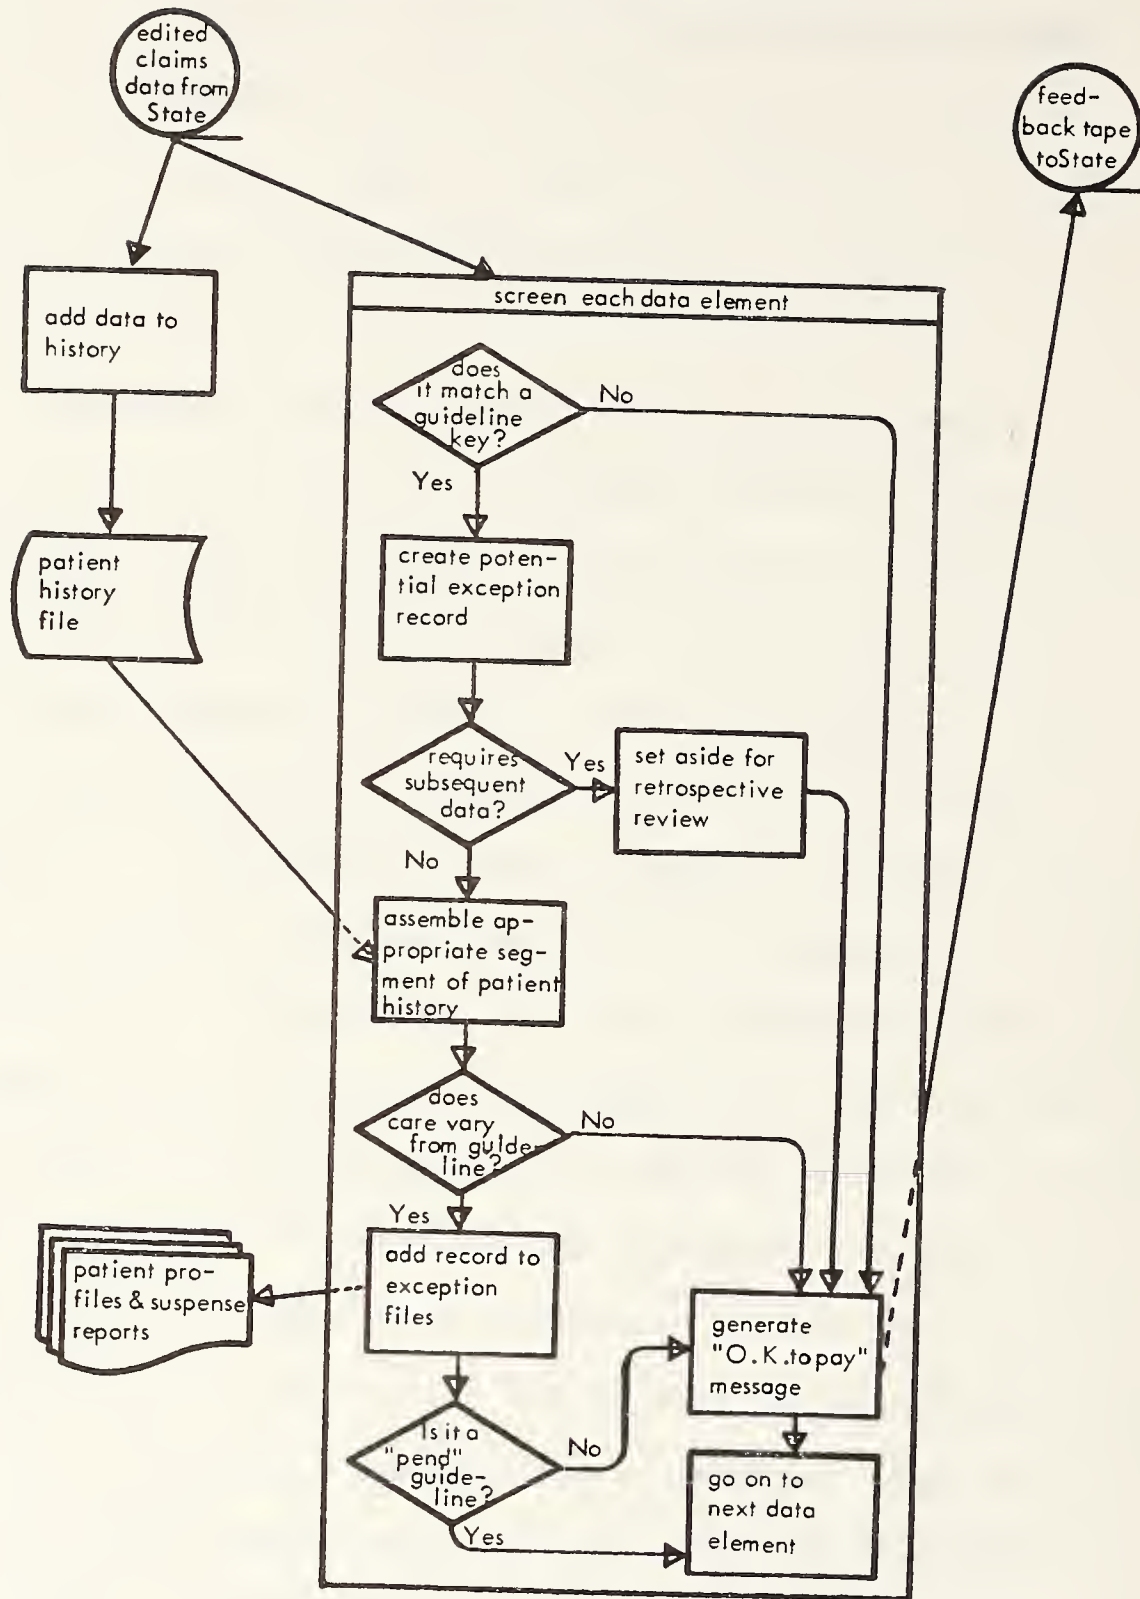 edited
claims
data from
State
feed-
back tape
toState
add data to
history
patient
history
file
screen each data element
does
it match a
guideline
key?
No
Yes
create poten-
tial exception
record
requires
subsequent
data?
Yes
set aside for
retrospective
review
No
assemble ap-
propriate seg-
ment of patient
history
does
care vary
from guide-
line?
No
Yes
add record to
exception
files
patient pro-
files & suspense
reports
generate
"O.K.to pay"
message
Is it a
"pend"
guide-
line?
No
Yes
go on to
next data
element